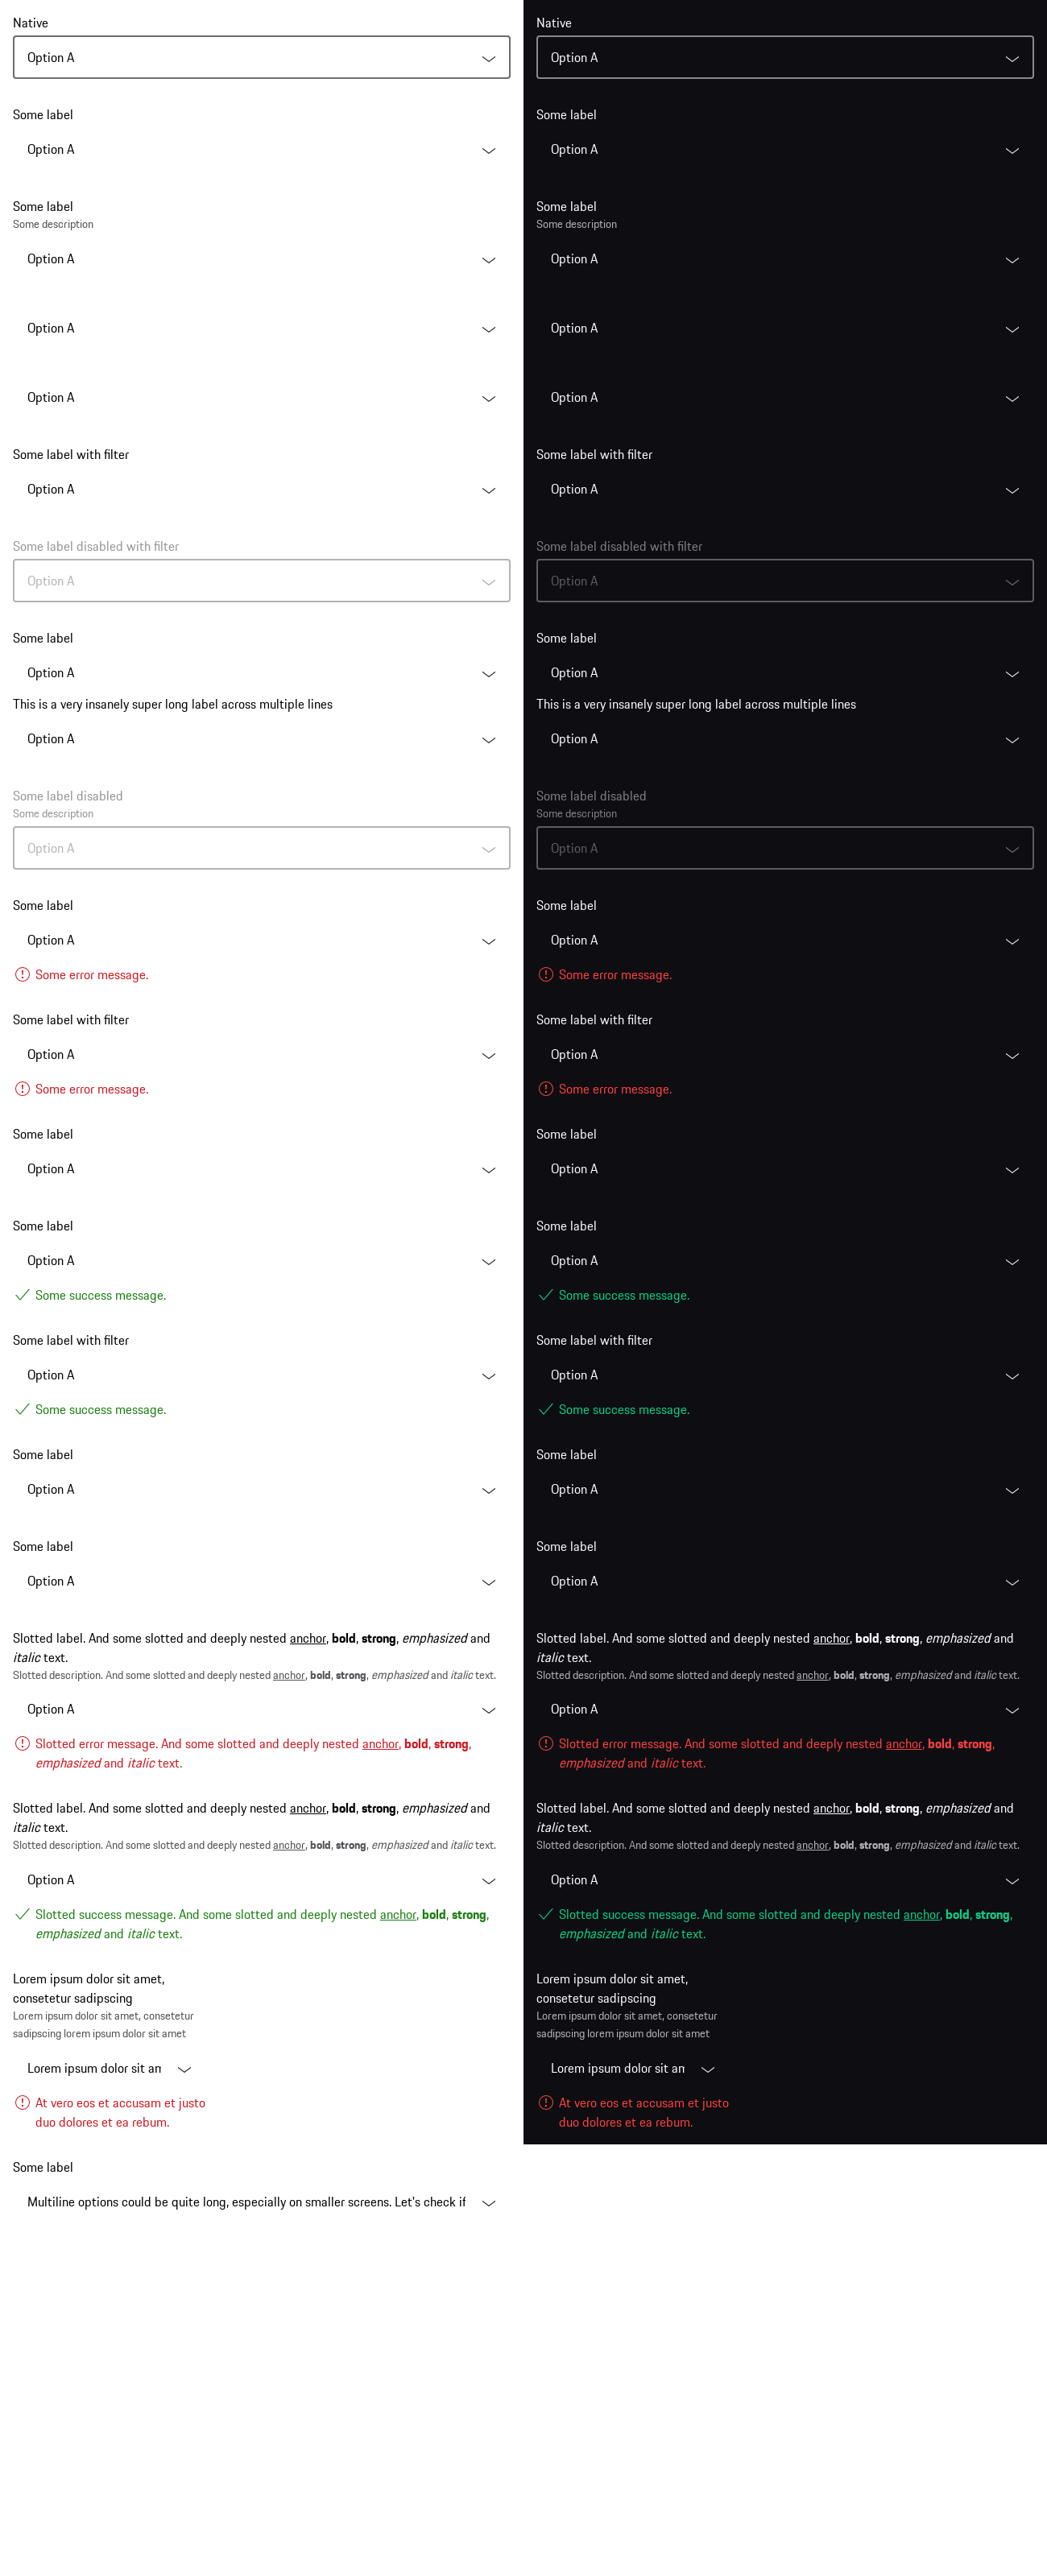 Native
Option A
Some label
Option A
Some label
Some description
Option A
Option A
Option A
Some label with filter
Option A
Some label disabled with filter
Option A
Some label
Option A
This is a very insanely super long label across multiple lines
Option A
Some label disabled
Some description
Option A
Some label
Option A
Some error message.
Some label with filter
Option A
Some error message.
Some label
Option A
Some label
Option A
Some success message.
Some label with filter
Option A
Some success message.
Some label
Option A
Some label
Option A
Slotted label. And some slotted and deeply nested anchor, bold, strong, emphasized and
italic text.
Slotted description. And some slotted and deeply nested anchor, bold, strong, emphasized and italic text.
Option A
Slotted error message. And some slotted and deeply nested anchor, bold, strong,
emphasized and italic text.
Slotted label. And some slotted and deeply nested anchor, bold, strong, emphasized and
italic text.
Slotted description. And some slotted and deeply nested anchor, bold, strong, emphasized and italic text.
Option A
Slotted success message. And some slotted and deeply nested anchor, bold, strong,
emphasized and italic text.
Lorem ipsum dolor sit amet,
consetetur sadipscing
Lorem ipsum dolor sit amet, consetetur
sadipscing lorem ipsum dolor sit amet
Lorem ipsum dolor sit am
At vero eos et accusam et justo
duo dolores et ea rebum.
Some label
Multiline options could be quite long, especially on smaller screens. Let's check if
Native
Option A
Some label
Option A
Some label
Some description
Option A
Option A
Option A
Some label with filter
Option A
Some label disabled with filter
Option A
Some label
Option A
This is a very insanely super long label across multiple lines
Option A
Some label disabled
Some description
Option A
Some label
Option A
Some error message.
Some label with filter
Option A
Some error message.
Some label
Option A
Some label
Option A
Some success message.
Some label with filter
Option A
Some success message.
Some label
Option A
Some label
Option A
Slotted label. And some slotted and deeply nested anchor, bold, strong, emphasized and
italic text.
Slotted description. And some slotted and deeply nested anchor, bold, strong, emphasized and italic text.
Option A
Slotted error message. And some slotted and deeply nested anchor, bold, strong,
emphasized and italic text.
Slotted label. And some slotted and deeply nested anchor, bold, strong, emphasized and
italic text.
Slotted description. And some slotted and deeply nested anchor, bold, strong, emphasized and italic text.
Option A
Slotted success message. And some slotted and deeply nested anchor, bold, strong,
emphasized and italic text.
Lorem ipsum dolor sit amet,
consetetur sadipscing
Lorem ipsum dolor sit amet, consetetur
sadipscing lorem ipsum dolor sit amet
Lorem ipsum dolor sit am
At vero eos et accusam et justo
duo dolores et ea rebum.